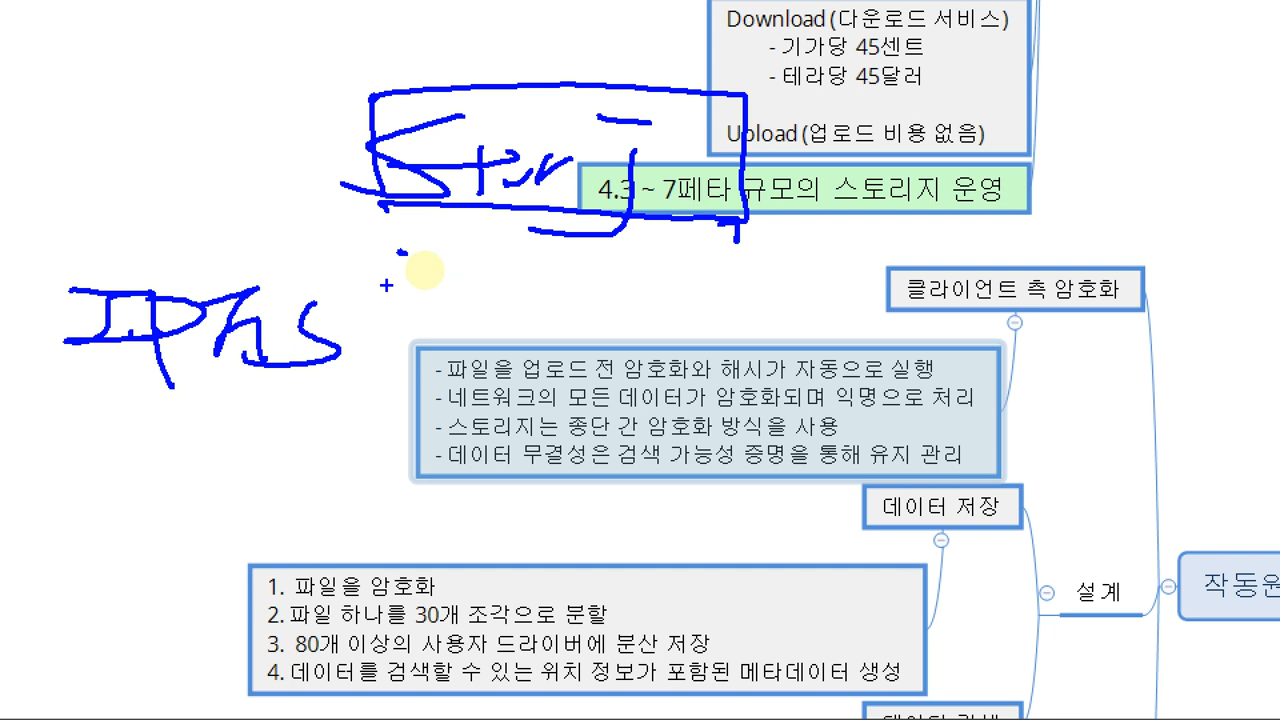 Download (다운로드 서비스)
- 기가당 45센트
- 테라당 45달러
Upload (업로드 비용 없음)
4.3 ~ 7페타 규모의 스토리지 운영
클라이언트 측 암호화
IPFS
- 파일을 업로드 전 암호화와 해시가 자동으로 실행
- 네트워크의 모든 데이터가 암호화되며 익명으로 처리
- 스토리지는 종단 간 암호화 방식을 사용
- 데이터 무결성은 검색 가능성 증명을 통해 유지 관리
데이터 저장
1. 파일을 암호화
2. 파일 하나를 30개 조각으로 분할
3. 80개 이상의 사용자 드라이버에 분산 저장
4. 데이터를 검색할 수 있는 위치 정보가 포함된 메타데이터 생성
설계